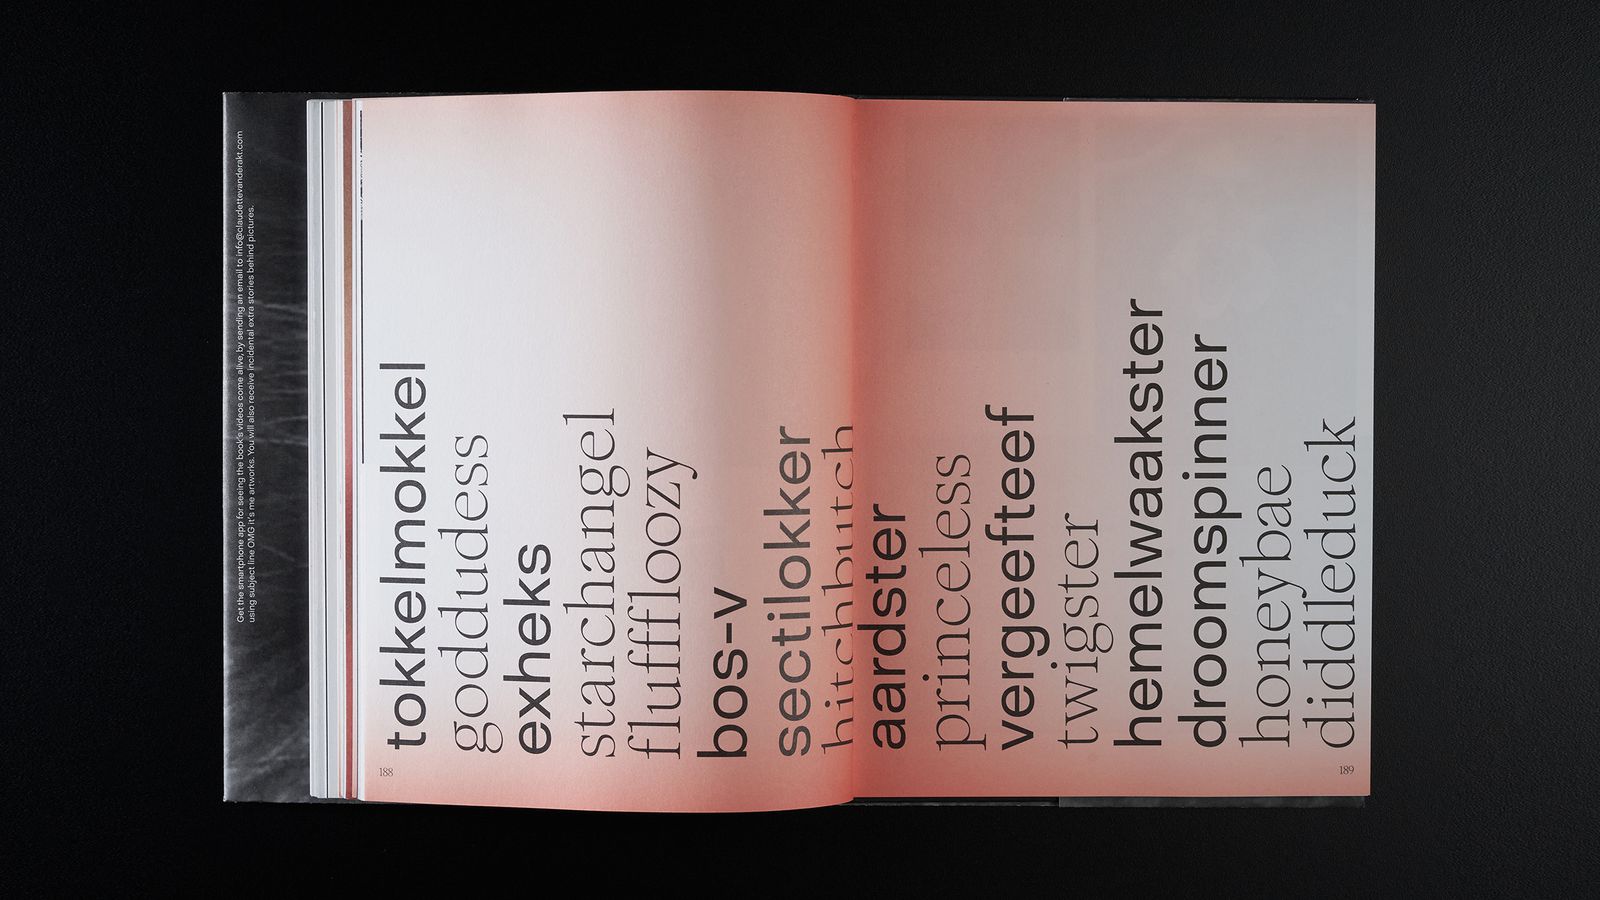 Get the smartphone app for seeing the book's videos come alive, by sending an email to info@claudettevanderakt.com
using subject line OMG it's me artworks. You will also receive incidental extra stories behind pictures.
tokkelmokkel
goddudess
exheks
starchangel
flufffloozy
bos-v
sectilokker
hitchbutch
188
aardster
princeless
vergeefteef
twigster
hemelwaakster
droomspinner
honeybae
diddleduck
189